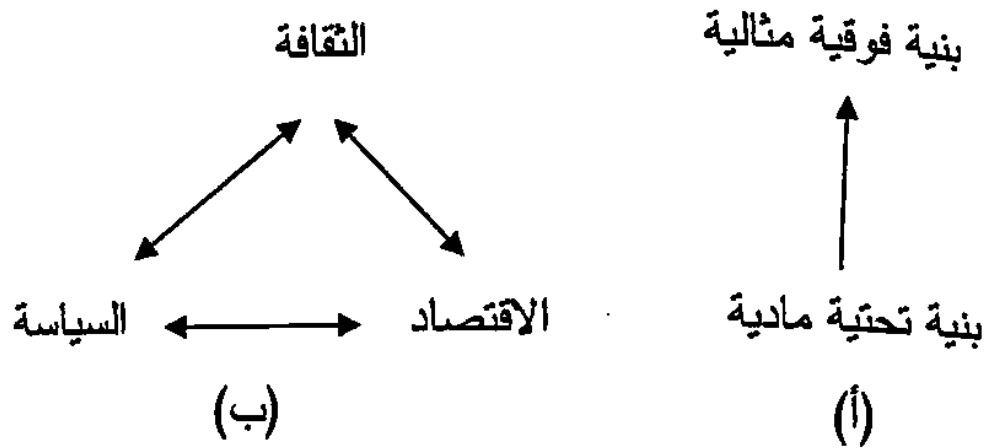 بنية فوقية مثالية
بنية تحتية مادية
(أ)
الثقافة
الاقتصاد
السياسة
(ب)